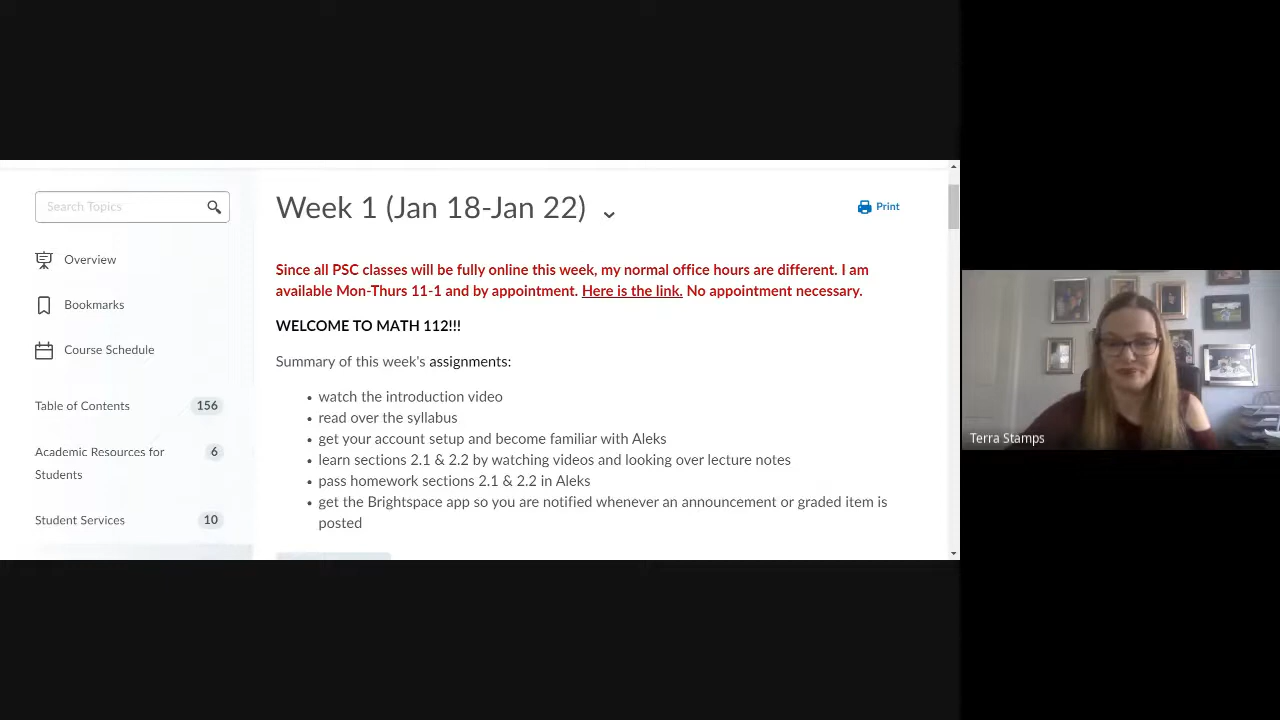 Search Topics
Overview
Bookmarks
Course Schedule
Table of Contents 156
Academic Resources for
Students 6
Student Services 10
Week 1 (Jan 18-Jan 22)
Print
Since all PSC classes will be fully online this week, my normal office hours are different. I am
available Mon-Thurs 11-1 and by appointment. Here is the link. No appointment necessary.
WELCOME TO MATH 112!!!
Summary of this week's assignments:
• watch the introduction video
• read over the syllabus
• get your account setup and become familiar with Aleks
• learn sections 2.1 & 2.2 by watching videos and looking over lecture notes
• pass homework sections 2.1 & 2.2 in Aleks
• get the Brightspace app so you are notified whenever an announcement or graded item is
posted
Terra Stamps